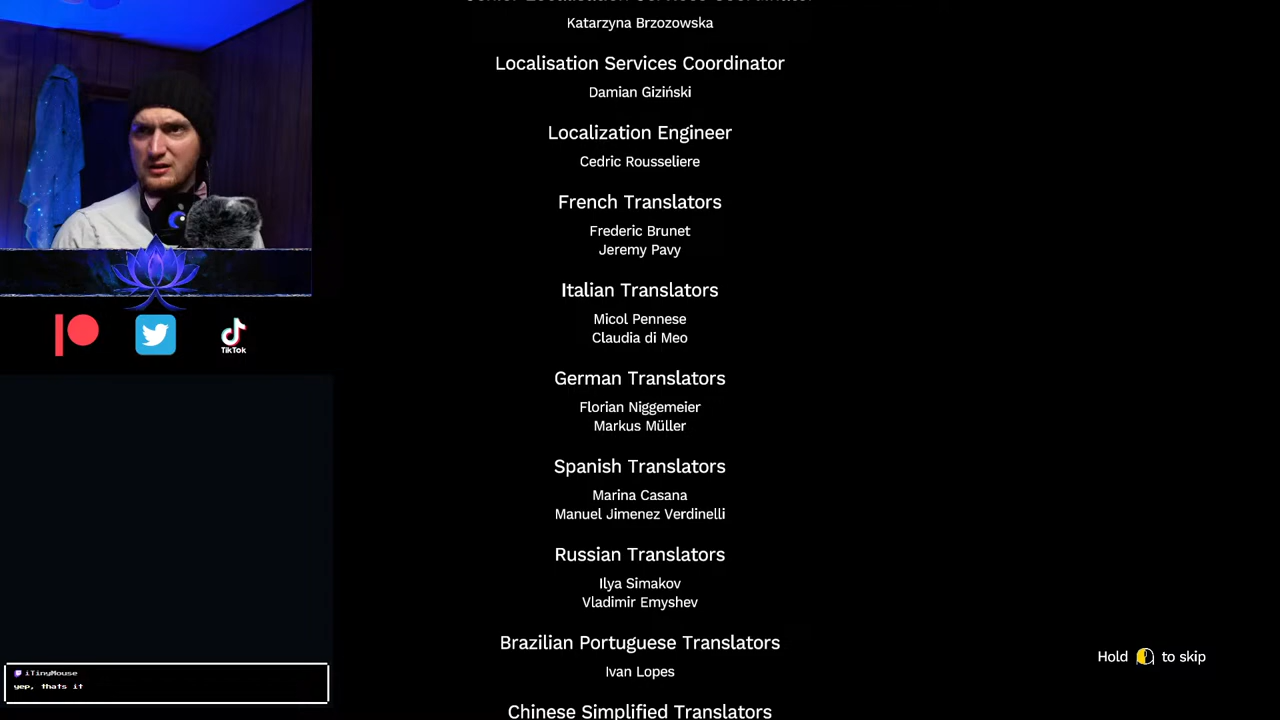 Katarzyna Brzozowska
Localisation Services Coordinator
Damian Giziński
Localization Engineer
Cedric Rousseliere
French Translators
Frederic Brunet
Jeremy Pavy
Italian Translators
Micol Pennese
Claudia di Meo
German Translators
Florian Niggemeier
Markus Müller
Spanish Translators
Marina Casana
Manuel Jimenez Verdinelli
Russian Translators
Ilya Simakov
Vladimir Emyshev
Brazilian Portuguese Translators
Ivan Lopes
Chinese Simplified Translators
Hold to skip
TikTok
iTinyMouse
yep, thats it